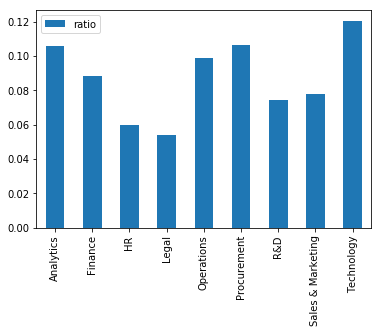 ratio
0.12
0.10
0.08
0.06
0.04
0.02
0.00
Analytics
Finance
HR
Legal
Operations
Procurement
R&D
Sales & Marketing
Technology